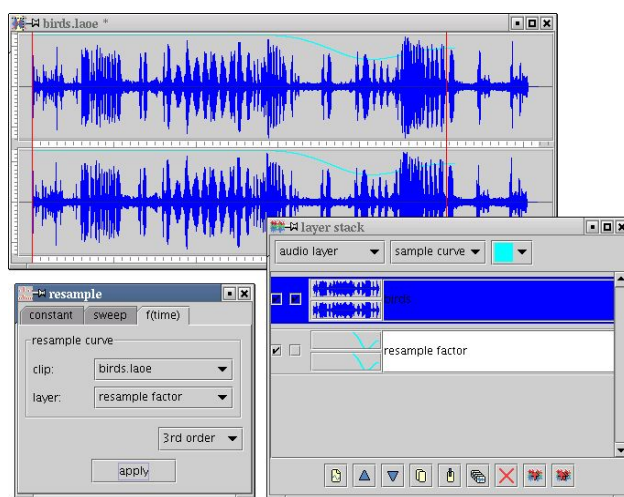 birds.laoe *
layer stack
audio layer
sample curve
birds
resample factor
resample
constant sweep f(time)
resample curve
clip: birds.laoe
layer: resample factor
3rd order
apply